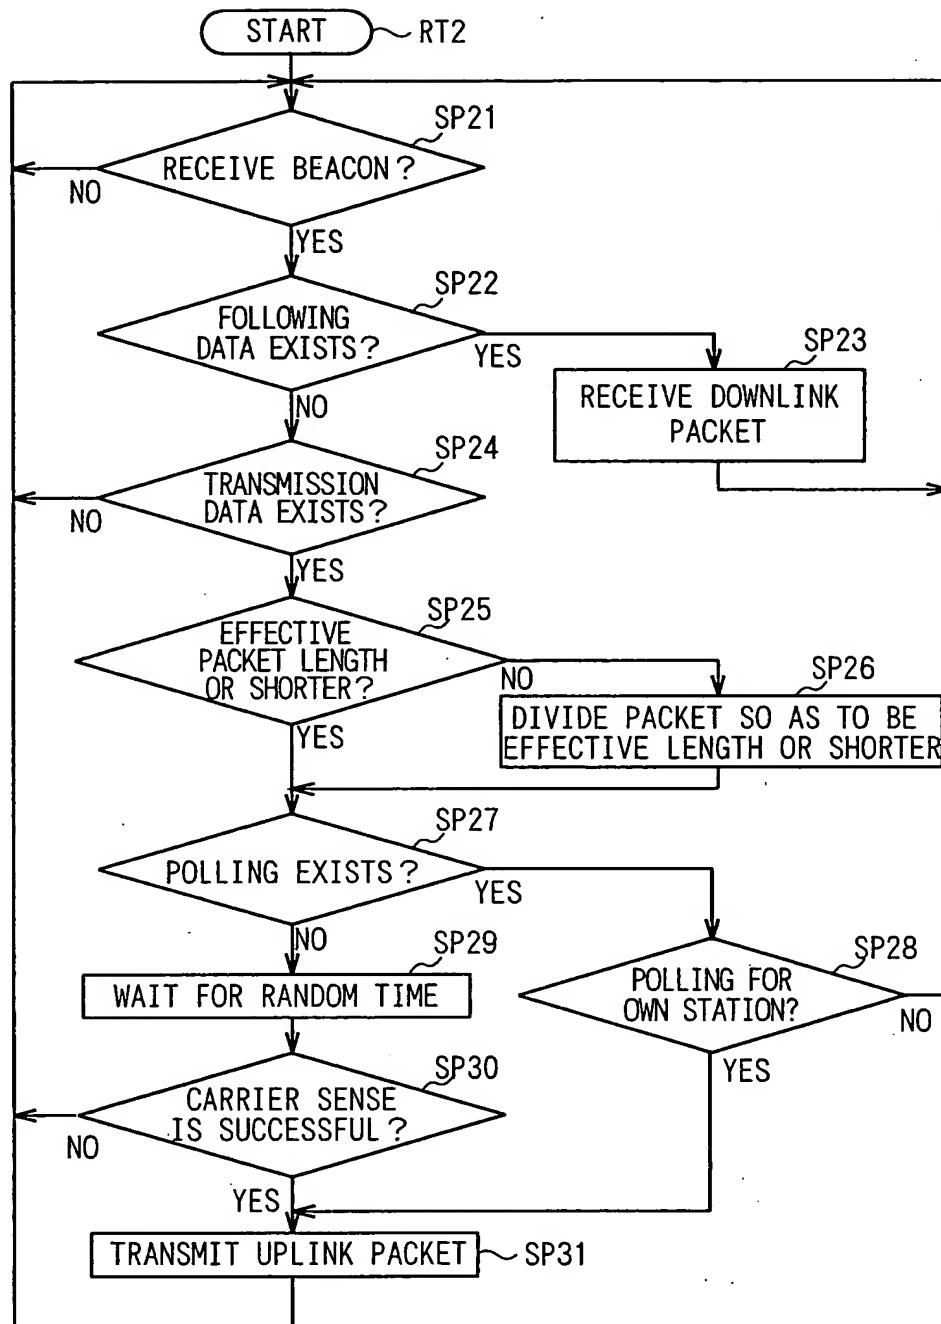 START
RT2
SP21
RECEIVE BEACON?
NO
YES
SP22
FOLLOWING
DATA EXISTS?
YES
SP23
RECEIVE DOWNLINK
PACKET
NO
SP24
TRANSMISSION
DATA EXISTS?
NO
YES
SP25
EFFECTIVE
PACKET LENGTH
OR SHORTER?
NO
SP26
DIVIDE PACKET SO AS TO BE
EFFECTIVE LENGTH OR SHORTER
YES
SP27
POLLING EXISTS?
YES
NO
SP29
WAIT FOR RANDOM TIME
SP28
POLLING FOR
OWN STATION?
NO
YES
SP30
CARRIER SENSE
IS SUCCESSFUL?
NO
YES
TRANSMIT UPLINK PACKET
SP31